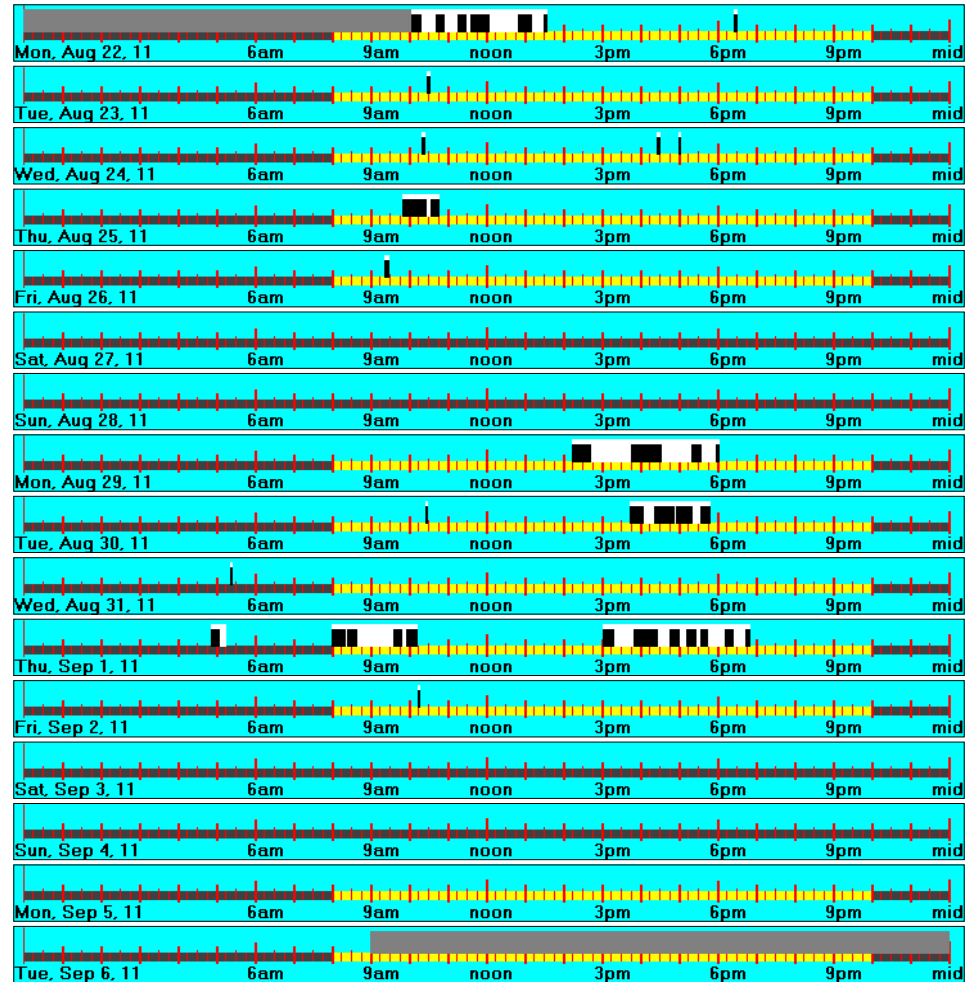 Mon, Aug 22, 11 6am 9am noon 3pm 6pm 9pm mid
Tue, Aug 23, 11 6am 9am noon 3pm 6pm 9pm mid
Wed, Aug 24, 11 6am 9am noon 3pm 6pm 9pm mid
Thu, Aug 25, 11 6am 9am noon 3pm 6pm 9pm mid
Fri, Aug 26, 11 6am 9am noon 3pm 6pm 9pm mid
Sat, Aug 27, 11 6am 9am noon 3pm 6pm 9pm mid
Sun, Aug 28, 11 6am 9am noon 3pm 6pm 9pm mid
Mon, Aug 29, 11 6am 9am noon 3pm 6pm 9pm mid
Tue, Aug 30, 11 6am 9am noon 3pm 6pm 9pm mid
Wed, Aug 31, 11 6am 9am noon 3pm 6pm 9pm mid
Thu, Sep 1, 11 6am 9am noon 3pm 6pm 9pm mid
Fri, Sep 2, 11 6am 9am noon 3pm 6pm 9pm mid
Sat, Sep 3, 11 6am 9am noon 3pm 6pm 9pm mid
Sun, Sep 4, 11 6am 9am noon 3pm 6pm 9pm mid
Mon, Sep 5, 11 6am 9am noon 3pm 6pm 9pm mid
Tue, Sep 6, 11 6am 9am noon 3pm 6pm 9pm mid